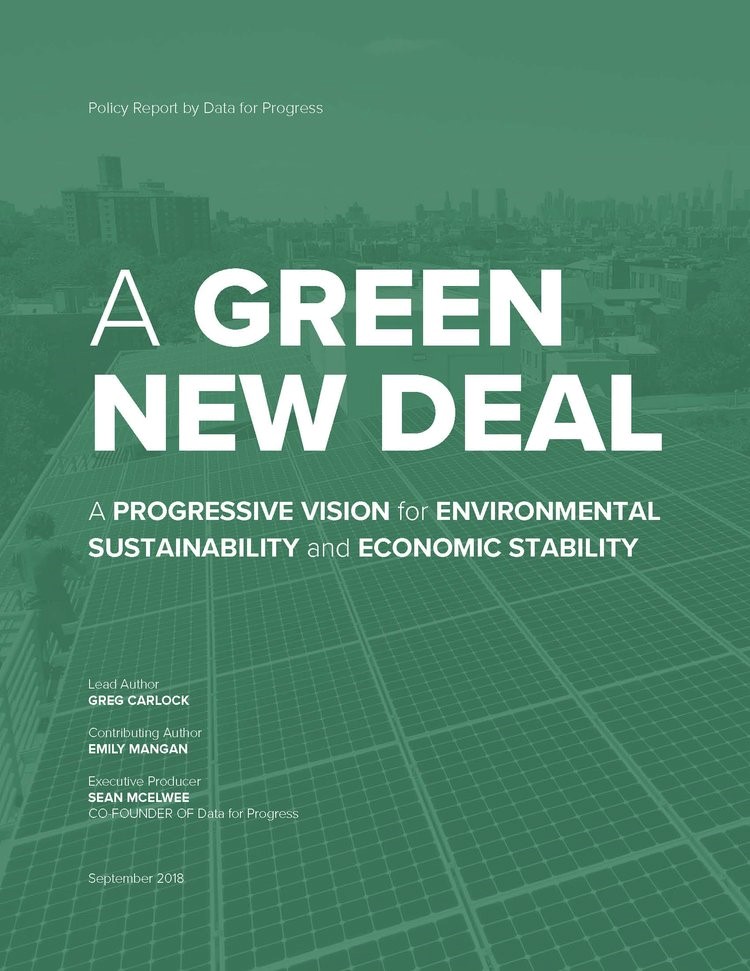 Policy Report by Data for Progress
A GREEN
NEW DEAL
A PROGRESSIVE VISION for ENVIRONMENTAL
SUSTAINABILITY and ECONOMIC STABILITY
Lead Author
GREG CARLOCK
Contributing Author
EMILY MANGAN
Executive Producer
SEAN MCELWEE
CO-FOUNDER OF Data for Progress
September 2018